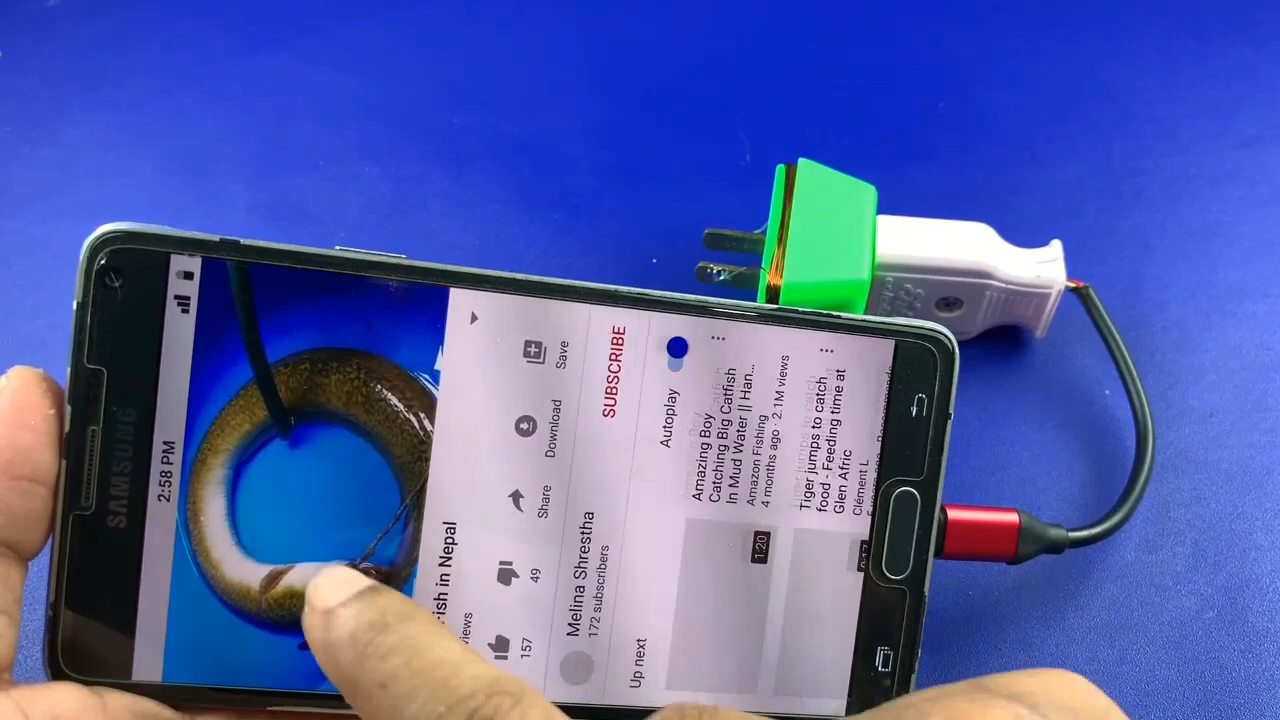 SAMSUNG
2:58 PM
fish in Nepal
views
157
49
Share
Download
Save
Melina Shrestha
172 subscribers
SUBSCRIBE
Up next
Autoplay
Amazing Boy
Catching Big Catfish
In Mud Water || Han...
Amazon Fishing
4 months ago · 2.1M views
1:20
Tiger jumps to catch
food - Feeding time at
Glen Afric
Clément L